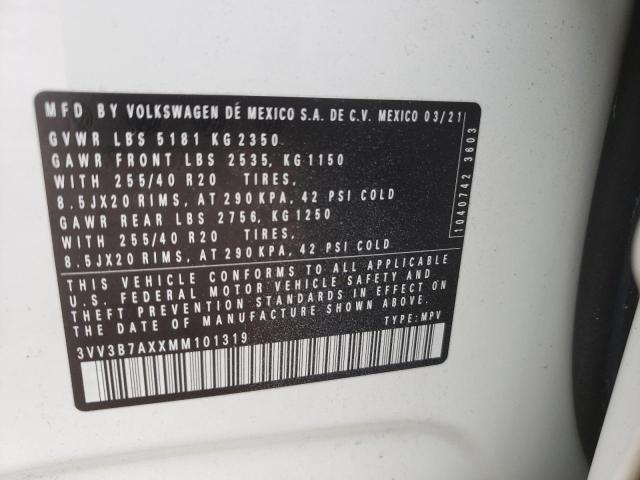 MFD. BY VOLKSWAGEN DE MEXICO S.A. DE C.V. MEXICO 03/21
GVWR LBS 5181 KG 2350
GAWR FRONT LBS 2535, KG 1150
WITH 255/40 R20 TIRES,
8.5JX20 RIMS, AT 290 KPA, 42 PSI COLD
GAWR REAR LBS 2756, KG 1250
WITH 255/40 R20 TIRES,
8.5JX20 RIMS, AT 290 KPA, 42 PSI COLD
THIS VEHICLE CONFORMS TO ALL APPLICABLE
U.S. FEDERAL MOTOR VEHICLE SAFETY AND
THEFT PREVENTION STANDARDS IN EFFECT ON
THE DATE OF MANUFACTURE SHOWN ABOVE.
3VV3B7AXXMM101319 TYPE: MPV
1040742 3603